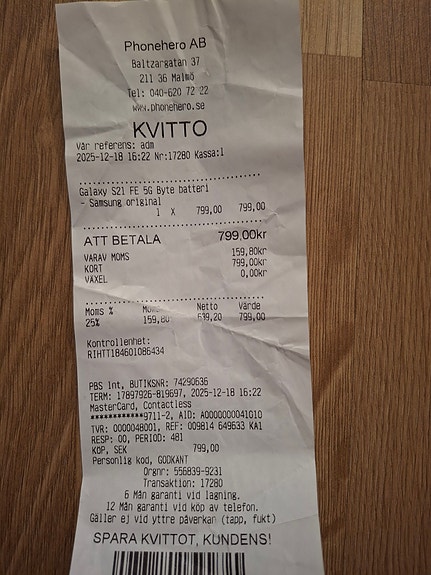 Phonehero AB
Baltzargatan 37
211 36 Malmö
Tel: 040-620 72 22
www.phonehero.se
KVITTO
Vår referens: adm
2025-12-18 16:22 Nr:17280 Kassa:1
Galaxy S21 FE 5G Byte batteri
- Samsung original
1 X 799,00 799,00
ATT BETALA 799,00kr
VARAV MOMS 159,80kr
KORT 799,00kr
VÄXEL 0,00kr
Moms % Moms Netto Värde
25% 159,80 639,20 799,00
Kontrollenhet:
RIHTT184601086434
PBS Int, BUTIKSNR: 74290636
TERM: 17897926-819697, 2025-12-18 16:22
MasterCard, Contactless
************9711-2, AID: A0000000041010
TVR: 0000048001, REF: 009814 649633 KA1
RESP: 00, PERIOD: 481
KÖP, SEK 799,00
Personlig kod, GODKÄNT
Orgnr: 556839-9231
Transaktion: 17280
6 Mån garanti vid lagning.
12 Mån garanti vid köp av telefon.
Gäller ej vid yttre påverkan (tapp, fukt)
SPARA KVITTOT, KUNDENS!